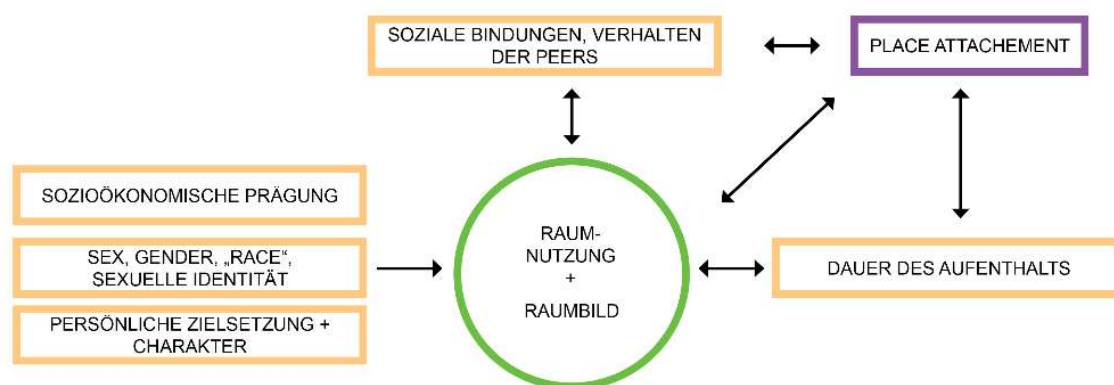 SOZIALE BINDUNGEN, VERHALTEN
DER PEERS
PLACE ATTACHEMENT
SOZIOÖKONOMISCHE PRÄGUNG
SEX, GENDER, „RACE“,
SEXUELLE IDENTITÄT
PERSÖNLICHE ZIELSETZUNG +
CHARAKTER
RAUM-
NUTZUNG
+
RAUMBILD
DAUER DES AUFENTHALTS